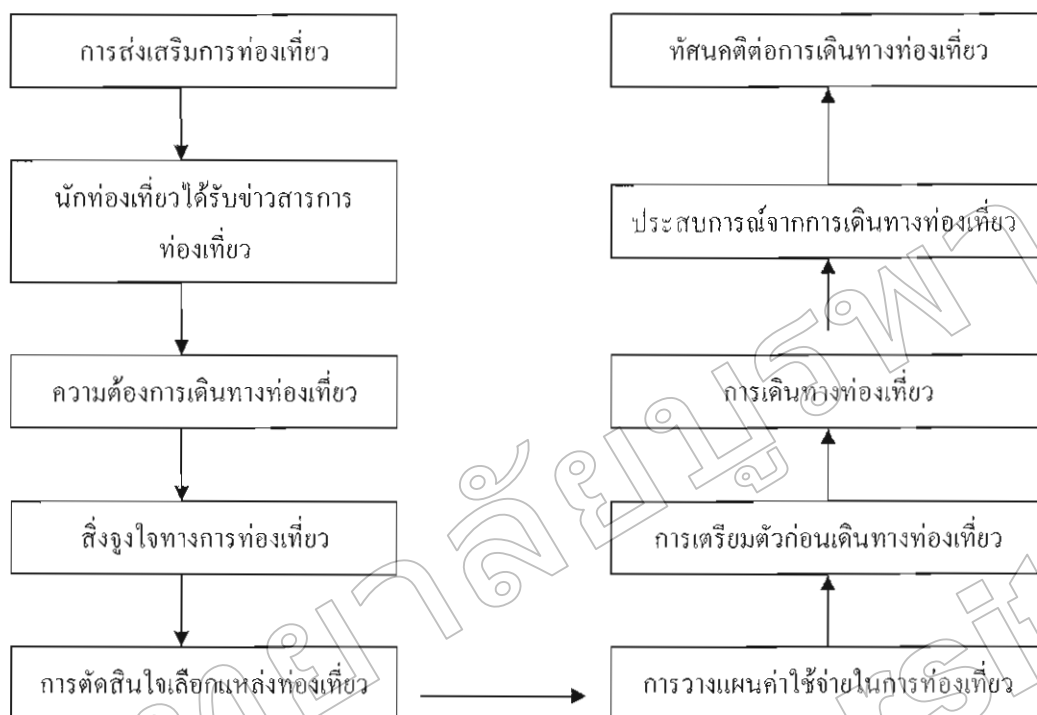 การส่งเสริมการท่องเที่ยว
นักท่องเที่ยวได้รับข่าวสารการ
ท่องเที่ยว
ความต้องการเดินทางท่องเที่ยว
สิ่งจูงใจทางการท่องเที่ยว
การตัดสินใจเลือกแหล่งท่องเที่ยว
การวางแผนค่าใช้จ่ายในการท่องเที่ยว
การเตรียมตัวก่อนเดินทางท่องเที่ยว
การเดินทางท่องเที่ยว
ประสบการณ์จากการเดินทางท่องเที่ยว
ทัศนคติต่อการเดินทางท่องเที่ยว